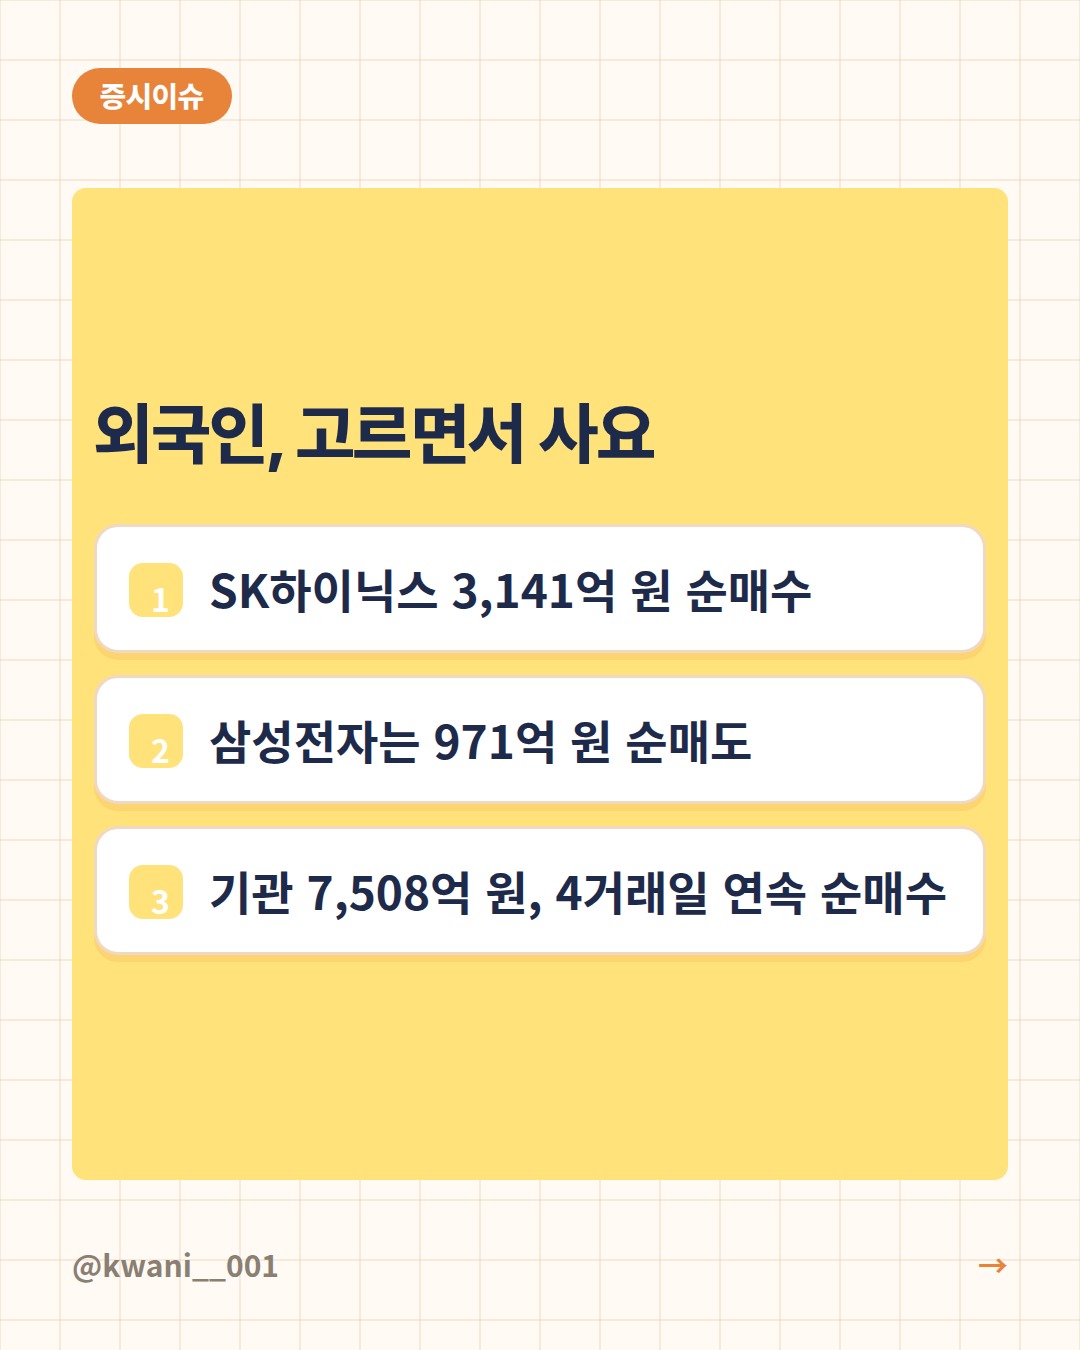 증시이슈
외국인, 고르면서 사요
1 SK하이닉스 3,141억 원 순매수
2 삼성전자는 971억 원 순매도
3 기관 7,508억 원, 4거래일 연속 순매수
@kwani__001 →